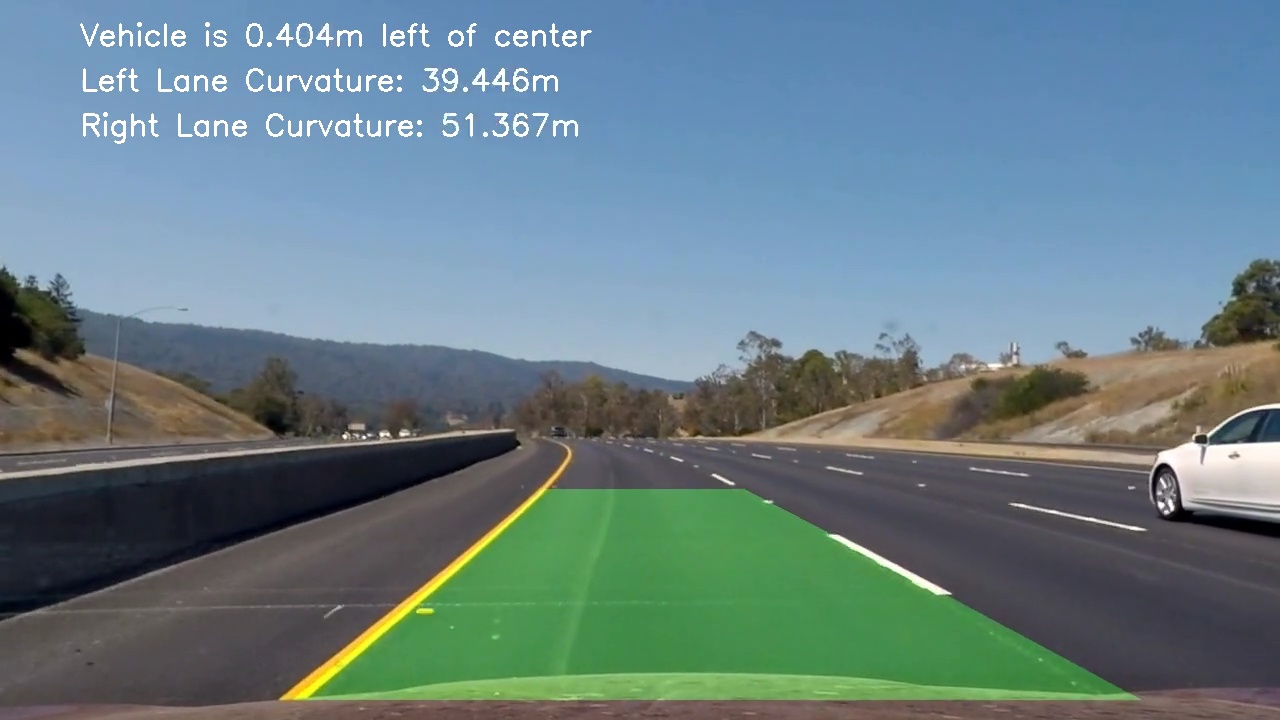 Vehicle is 0.404m left of center
Left Lane Curvature: 39.446m
Right Lane Curvature: 51.367m